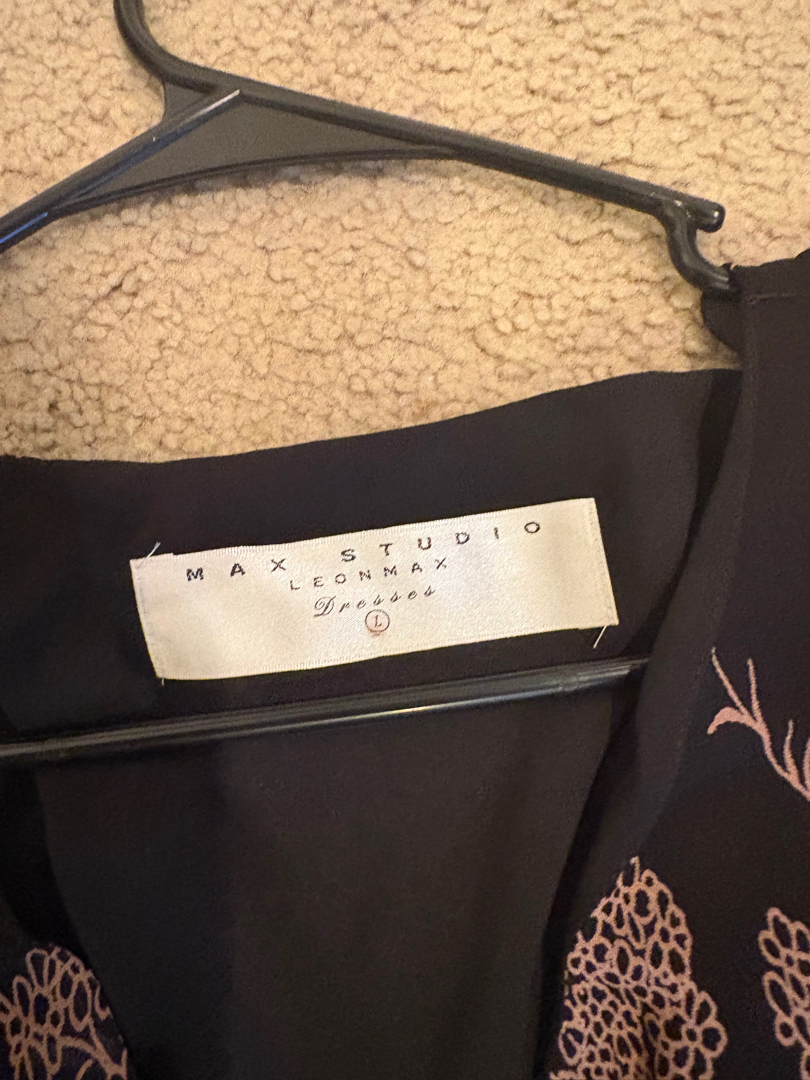 MAX STUDIO
LEONMAX
Dresses
L